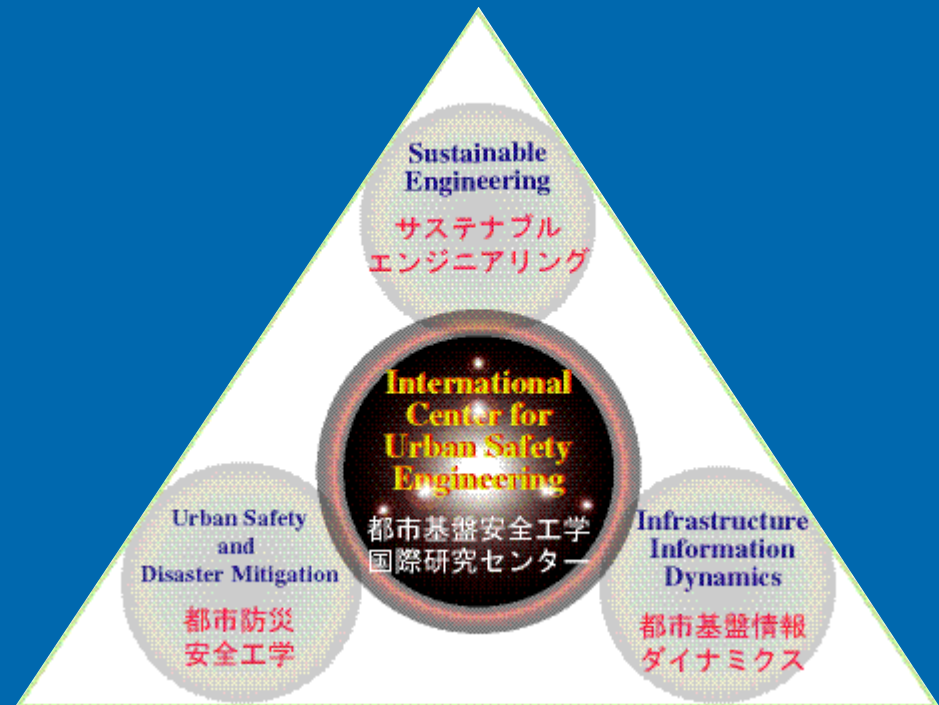 Sustainable
Engineering
サステナブル
エンジニアリング
International
Center for
Urban Safety
Engineering
都市基盤安全工学
国際研究センター
Urban Safety
and
Disaster Mitigation
都市防災
安全工学
Infrastructure
Information
Dynamics
都市基盤情報
ダイナミクス